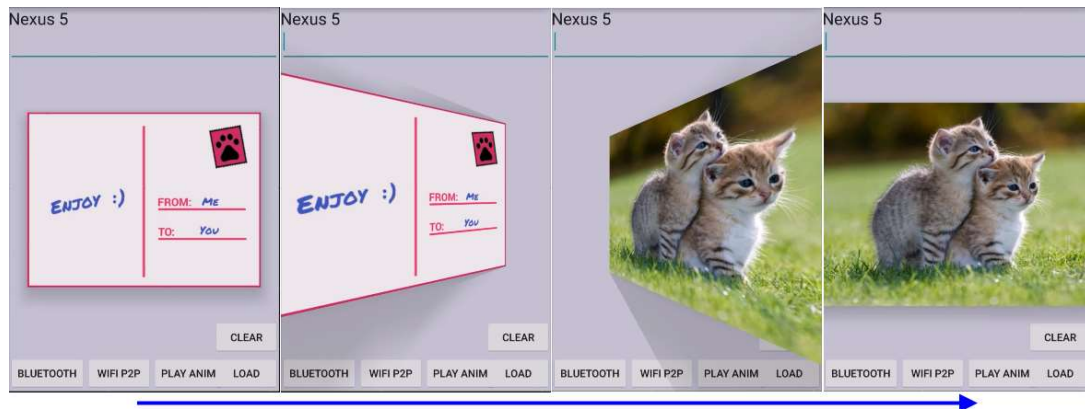 Nexus 5
ENJOY :)
FROM: ME
TO: YOU
CLEAR
BLUETOOTH WIFI P2P PLAY ANIM LOAD
Nexus 5
ENJOY :)
FROM: ME
TO: YOU
CLEAR
BLUETOOTH WIFI P2P PLAY ANIM LOAD
Nexus 5
BLUETOOTH WIFI P2P PLAY ANIM LOAD
Nexus 5
CLEAR
BLUETOOTH WIFI P2P PLAY ANIM LOAD